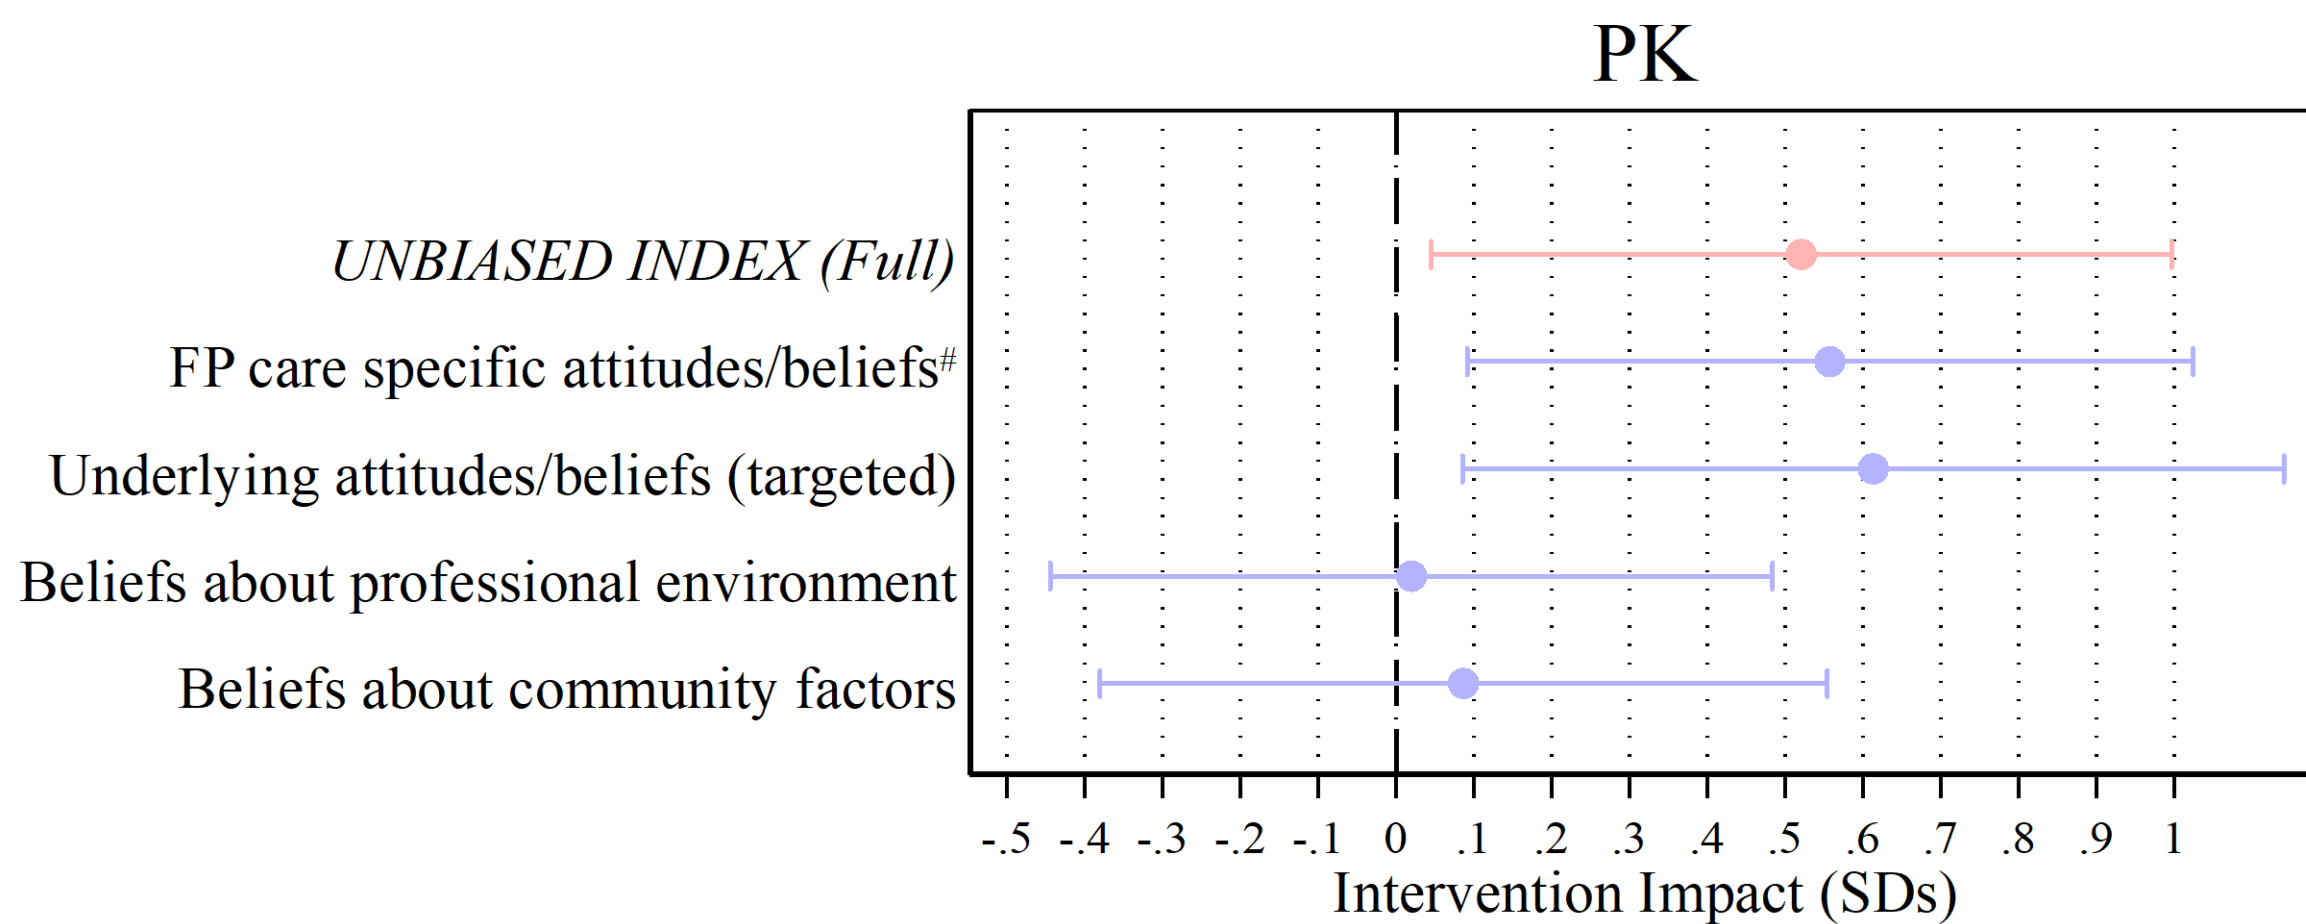 PK
UNBIASED INDEX (Full)
FP care specific attitudes/beliefs#
Underlying attitudes/beliefs (targeted)
Beliefs about professional environment
Beliefs about community factors
-.5 -.4 -.3 -.2 -.1 0 .1 .2 .3 .4 .5 .6 .7 .8 .9 1
Intervention Impact (SDs)